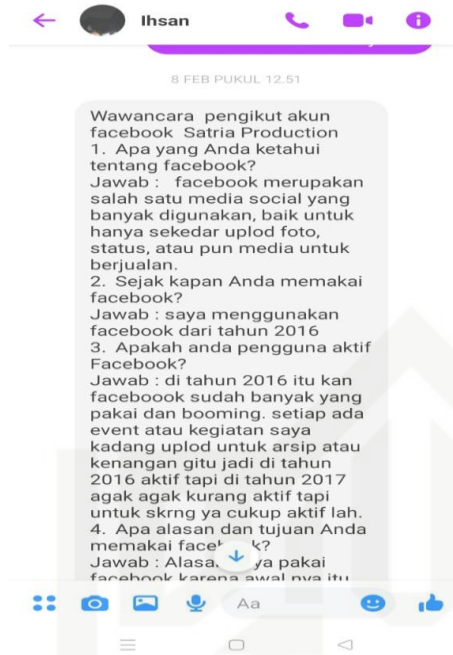 Ihsan
8 FEB PUKUL 12.51
Wawancara pengikut akun
facebook Satria Production
1. Apa yang Anda ketahui
tentang facebook?
Jawab : facebook merupakan
salah satu media social yang
banyak digunakan, baik untuk
hanya sekedar uplod foto,
status, atau pun media untuk
berjualan.
2. Sejak kapan Anda memakai
facebook?
Jawab : saya menggunakan
facebook dari tahun 2016
3. Apakah anda pengguna aktif
Facebook?
Jawab : di tahun 2016 itu kan
faceboook sudah banyak yang
pakai dan booming. setiap ada
event atau kegiatan saya
kadang uplod untuk arsip atau
kenangan gitu jadi di tahun
2016 aktif tapi di tahun 2017
agak agak kurang aktif tapi
untuk skrng ya cukup aktif lah.
4. Apa alasan dan tujuan Anda
memakai k?
Jawab : ya pakai
facebook karena awal nya itu
Aa